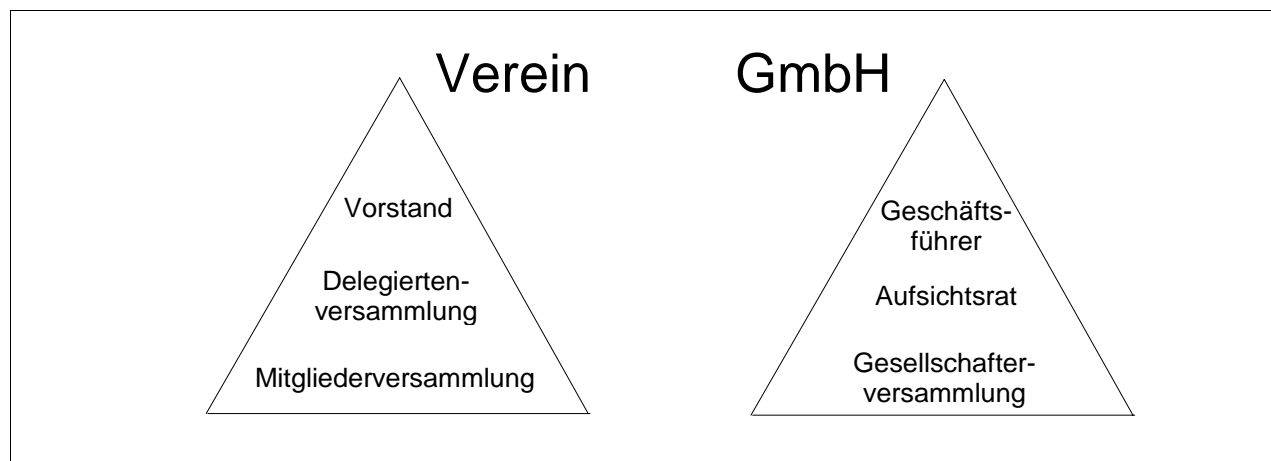 Verein
Vorstand
Delegierten-
versammlung
Mitgliederversammlung
GmbH
Geschäfts-
führer
Aufsichtsrat
Gesellschafter-
versammlung